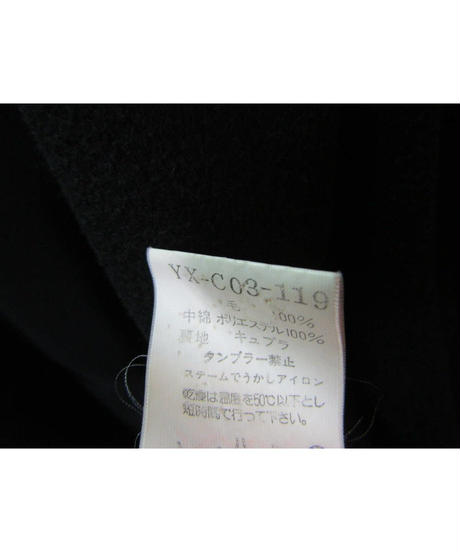 YX-C03-119
毛 100%
中綿 ポリエステル100%
裏地 キュプラ
タンブラー禁止
スチームでうかしアイロン
乾燥は温度を60℃以下とし
短時間で行って下さい。